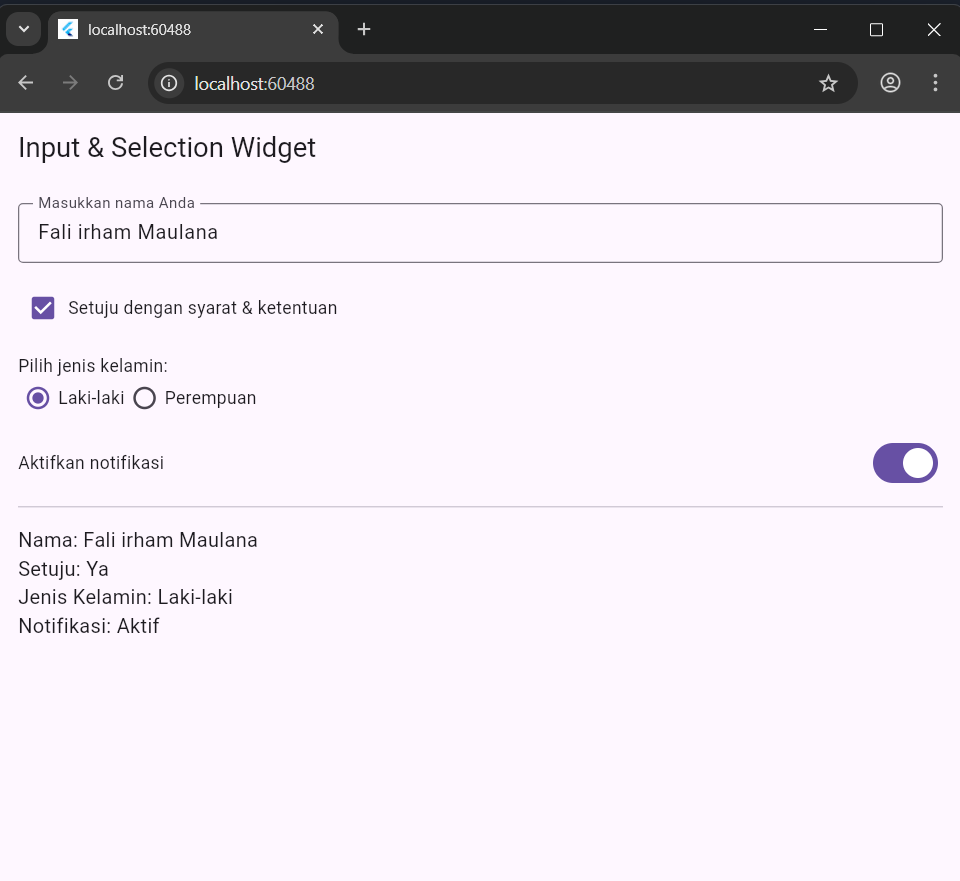 localhost:60488
localhost:60488
Input & Selection Widget
Masukkan nama Anda
Fali irham Maulana
Setuju dengan syarat & ketentuan
Pilih jenis kelamin:
Laki-laki Perempuan
Aktifkan notifikasi
Nama: Fali irham Maulana
Setuju: Ya
Jenis Kelamin: Laki-laki
Notifikasi: Aktif